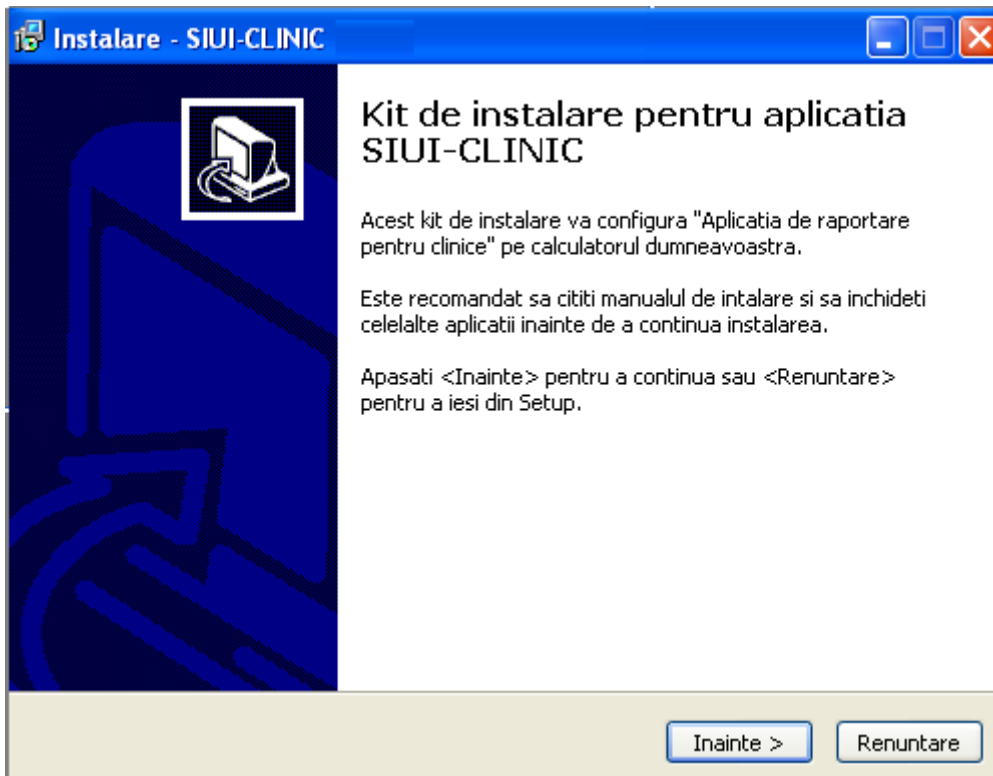 Instalare - SIUI-CLINIC
Kit de instalare pentru aplicatia
SIUI-CLINIC
Acest kit de instalare va configura "Aplicatia de raportare
pentru clinice" pe calculatorul dumneavoastra.
Este recomandat sa cititi manualul de intalare si sa inchideti
celelalte aplicatii inainte de a continua instalarea.
Apasati <Inainte> pentru a continua sau <Renuntare>
pentru a iesi din Setup.
Inainte >
Renuntare